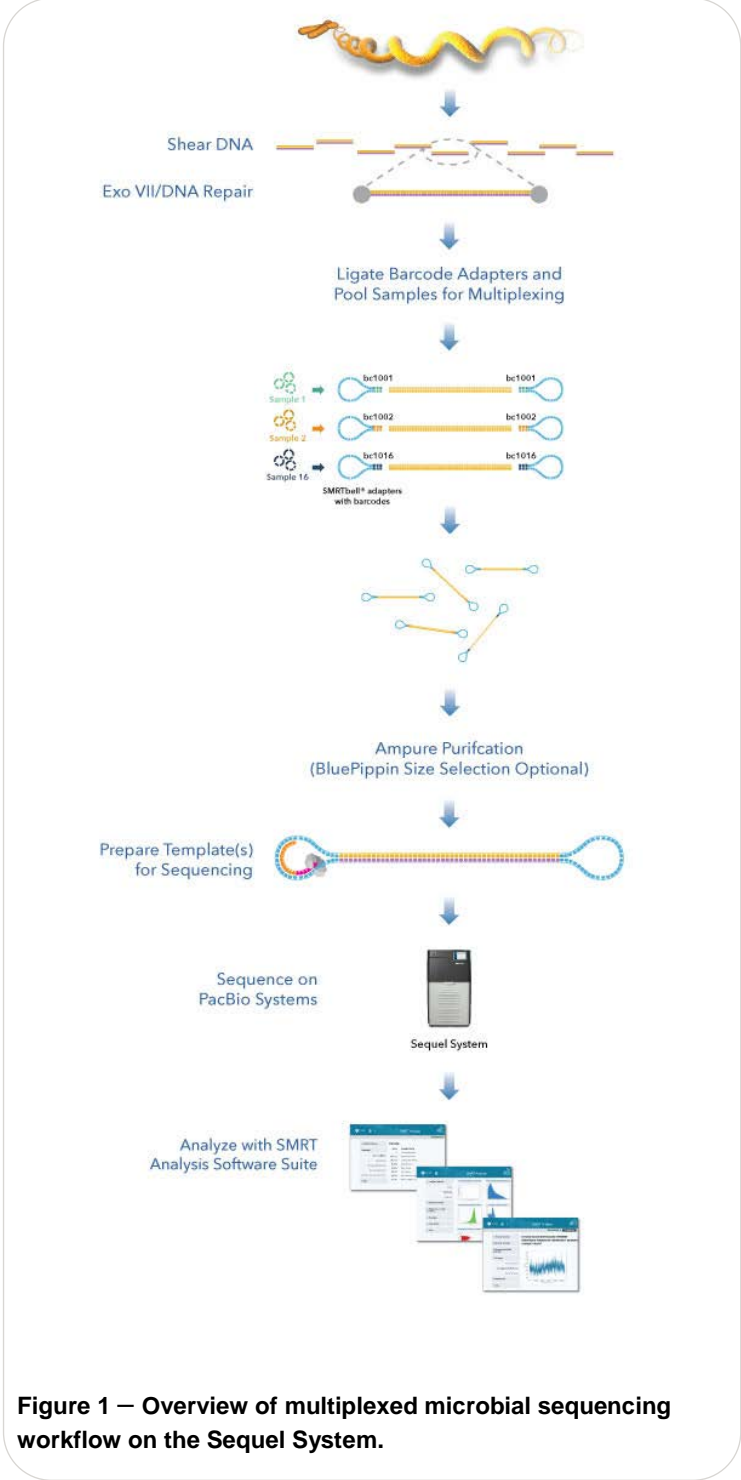 Shear DNA
Exo VII/DNA Repair
Ligate Barcode Adapters and
Pool Samples for Multiplexing
bc1001 bc1001
Sample 1
bc1002 bc1002
Sample 2
bc1016 bc1016
Sample 16
SMRTbell® adapters
with barcodes
Ampure Purifcation
(BluePippin Size Selection Optional)
Prepare Template(s)
for Sequencing
Sequence on
PacBio Systems
Sequel System
Analyze with SMRT
Analysis Software Suite
Figure 1 — Overview of multiplexed microbial sequencing
workflow on the Sequel System.